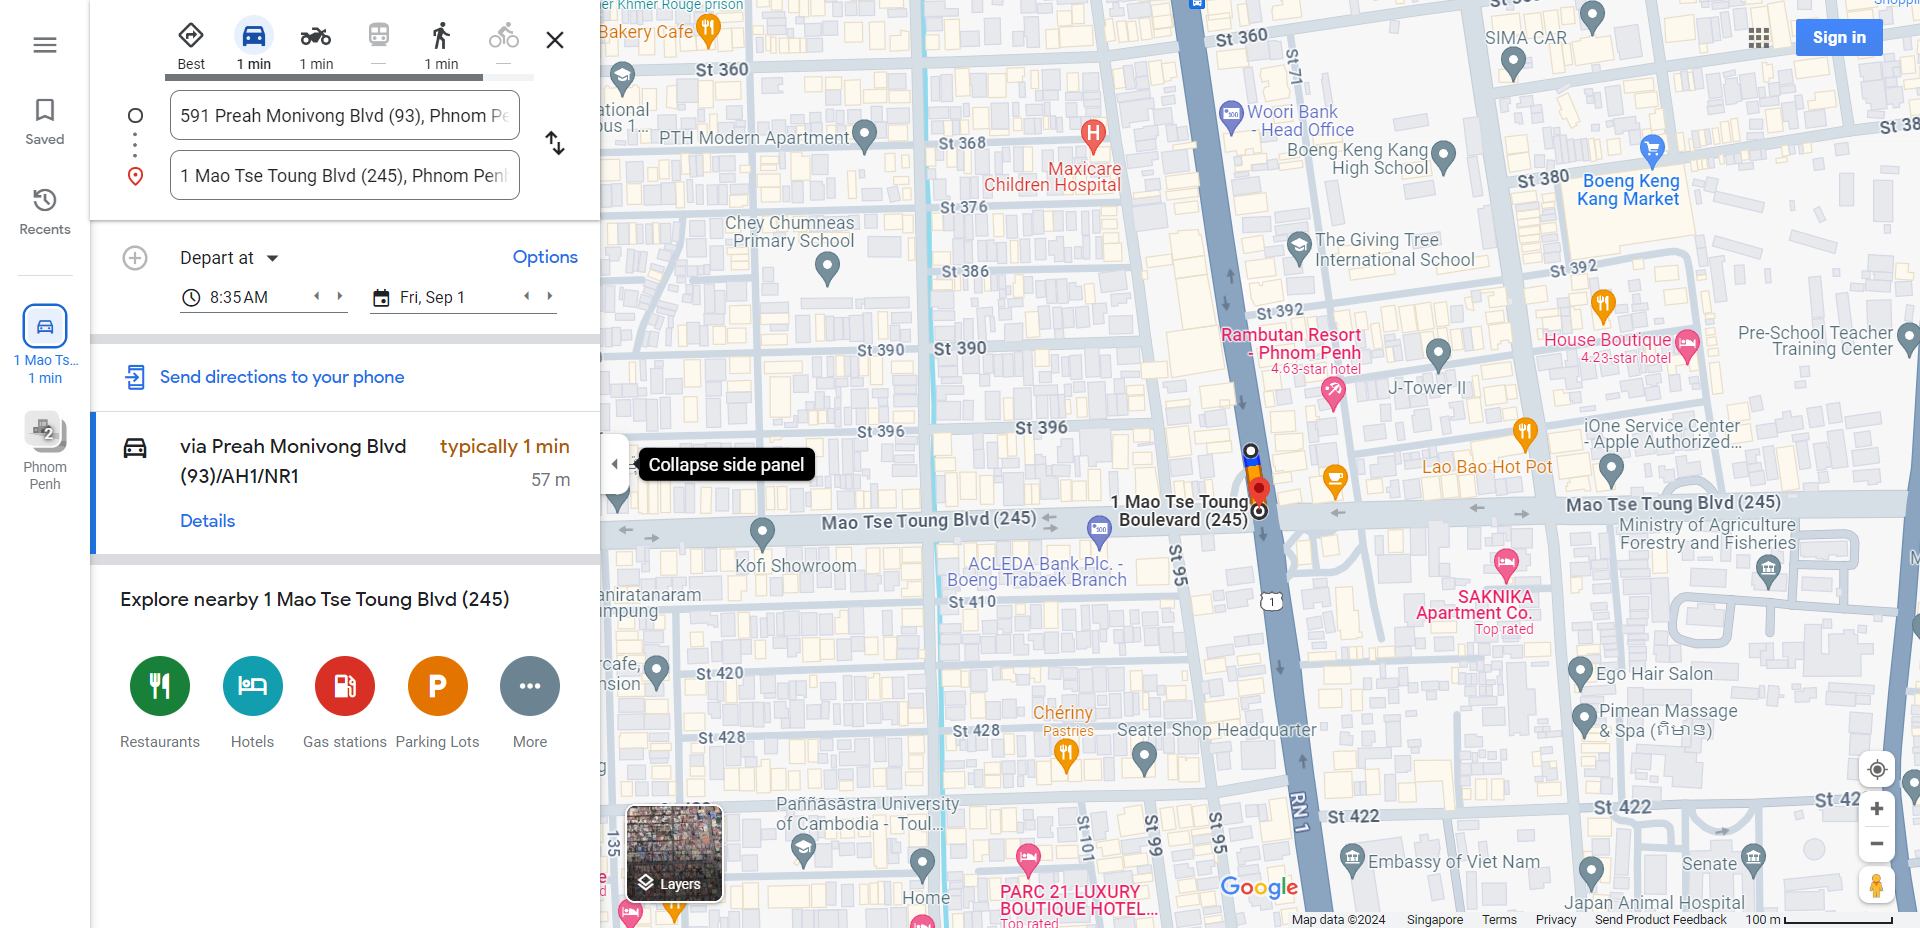 Saved
Recents
1 Mao Ts...
1 min
2
Phnom
Penh
Best
1 min
1 min
—
1 min
—
591 Preah Monivong Blvd (93), Phnom Pe
1 Mao Tse Toung Blvd (245), Phnom Penh
Depart at
Options
8:35 AM
Fri, Sep 1
Send directions to your phone
via Preah Monivong Blvd
(93)/AH1/NR1
typically 1 min
57 m
Details
Explore nearby 1 Mao Tse Toung Blvd (245)
P
Restaurants
Hotels
Gas stations
Parking Lots
More
Collapse side panel
Layers
er Khmer Rouge prison
Bakery Cafe
St 360
St 360
St 71
SIMA CAR
Sign in
ational
ous 1...
PTH Modern Apartment
St 368
H
Maxicare
Children Hospital
Woori Bank
- Head Office
Boeng Keng Kang
High School
St 38
St 380
Boeng Keng
Kang Market
St 376
Chey Chumneas
Primary School
The Giving Tree
International School
St 386
St 392
St 392
Rambutan Resort
- Phnom Penh
4.63-star hotel
House Boutique
4.23-star hotel
Pre-School Teacher
Training Center
St 390
St 390
J-Tower II
St 396
St 396
iOne Service Center
- Apple Authorized...
Lao Bao Hot Pot
1 Mao Tse Toung
Boulevard (245)
Mao Tse Toung Blvd (245)
Mao Tse Toung Blvd (245)
Ministry of Agriculture
Forestry and Fisheries
Kofi Showroom
ACLEDA Bank Plc. -
Boeng Trabaek Branch
St 95
aniratanaram
mpung
St 410
1
SAKNIKA
Apartment Co.
Top rated
rcafe,
nsion
St 420
Ego Hair Salon
Pimean Massage
& Spa (ពិមាន)
Chériny
Pastries
St 428
St 428
Seatel Shop Headquarter
Paññāsāstra University
of Cambodia - Toul...
RN 1
St 422
St 422
St 42
135
St 101
St 99
St 95
Embassy of Viet Nam
Senate
Home
PARC 21 LUXURY
BOUTIQUE HOTEL...
Top rated
Google
Japan Animal Hospital
Map data ©2024
Singapore
Terms
Privacy
Send Product Feedback
100 m